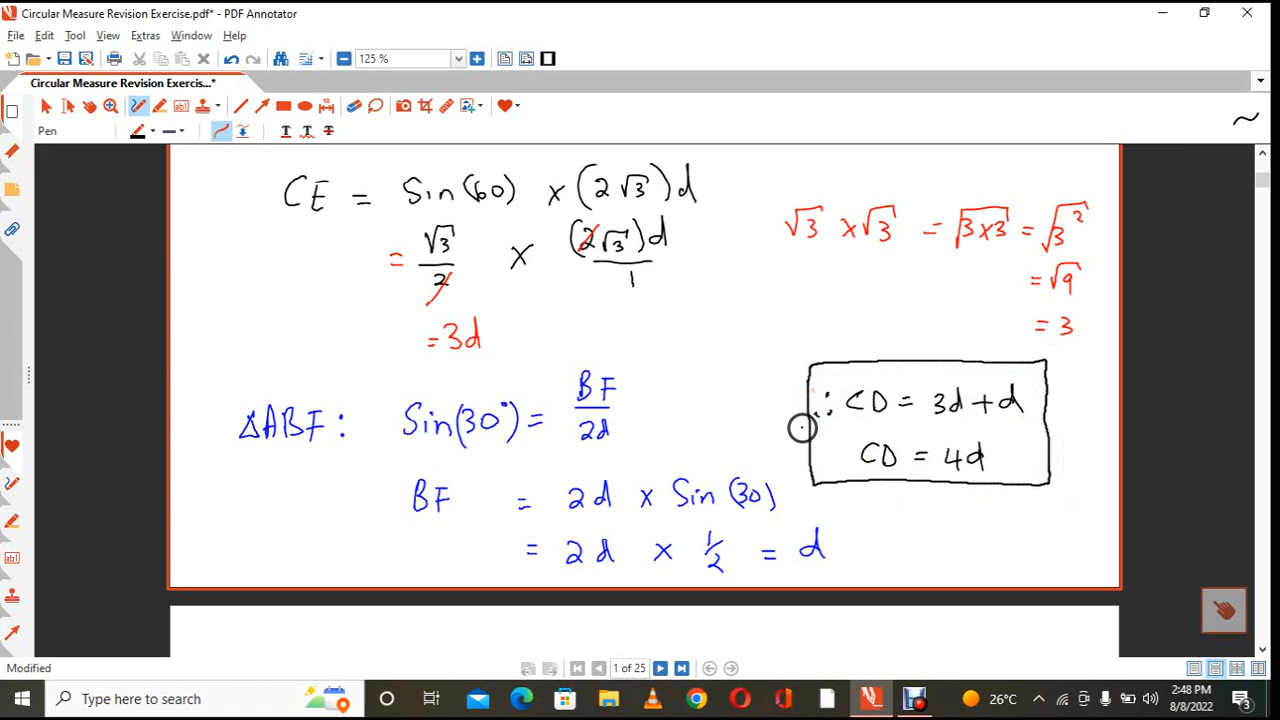 Circular Measure Revision Exercise.pdf* - PDF Annotator
File Edit Tool View Extras Window Help
125 %
Circular Measure Revision Exercis...*
Pen
CE = Sin(60) x (2√3)d
= √3/2 x (2√3)d/1
= 3d
√3 x √3 = √3x3 = √3²
= √9
= 3
ΔABF: Sin(30°) = BF/2d
BF = 2d x Sin(30)
= 2d x 1/2 = d
∴ CD = 3d + d
CD = 4d
Modified
1 of 25
Type here to search
26°C
2:48 PM
8/8/2022
3